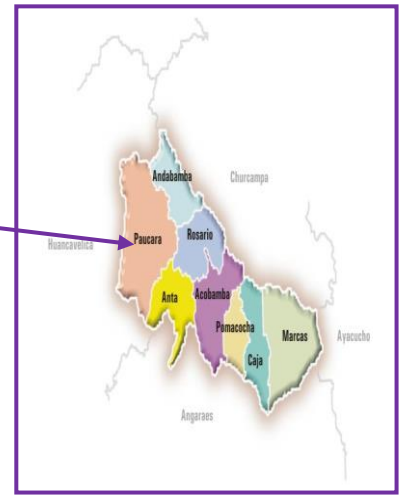 Andabamba
Churcampa
Huancavelica
Paucara
Rosario
Anta
Acobamba
Pomacocha
Caja
Marcas
Ayacucho
Angaraes